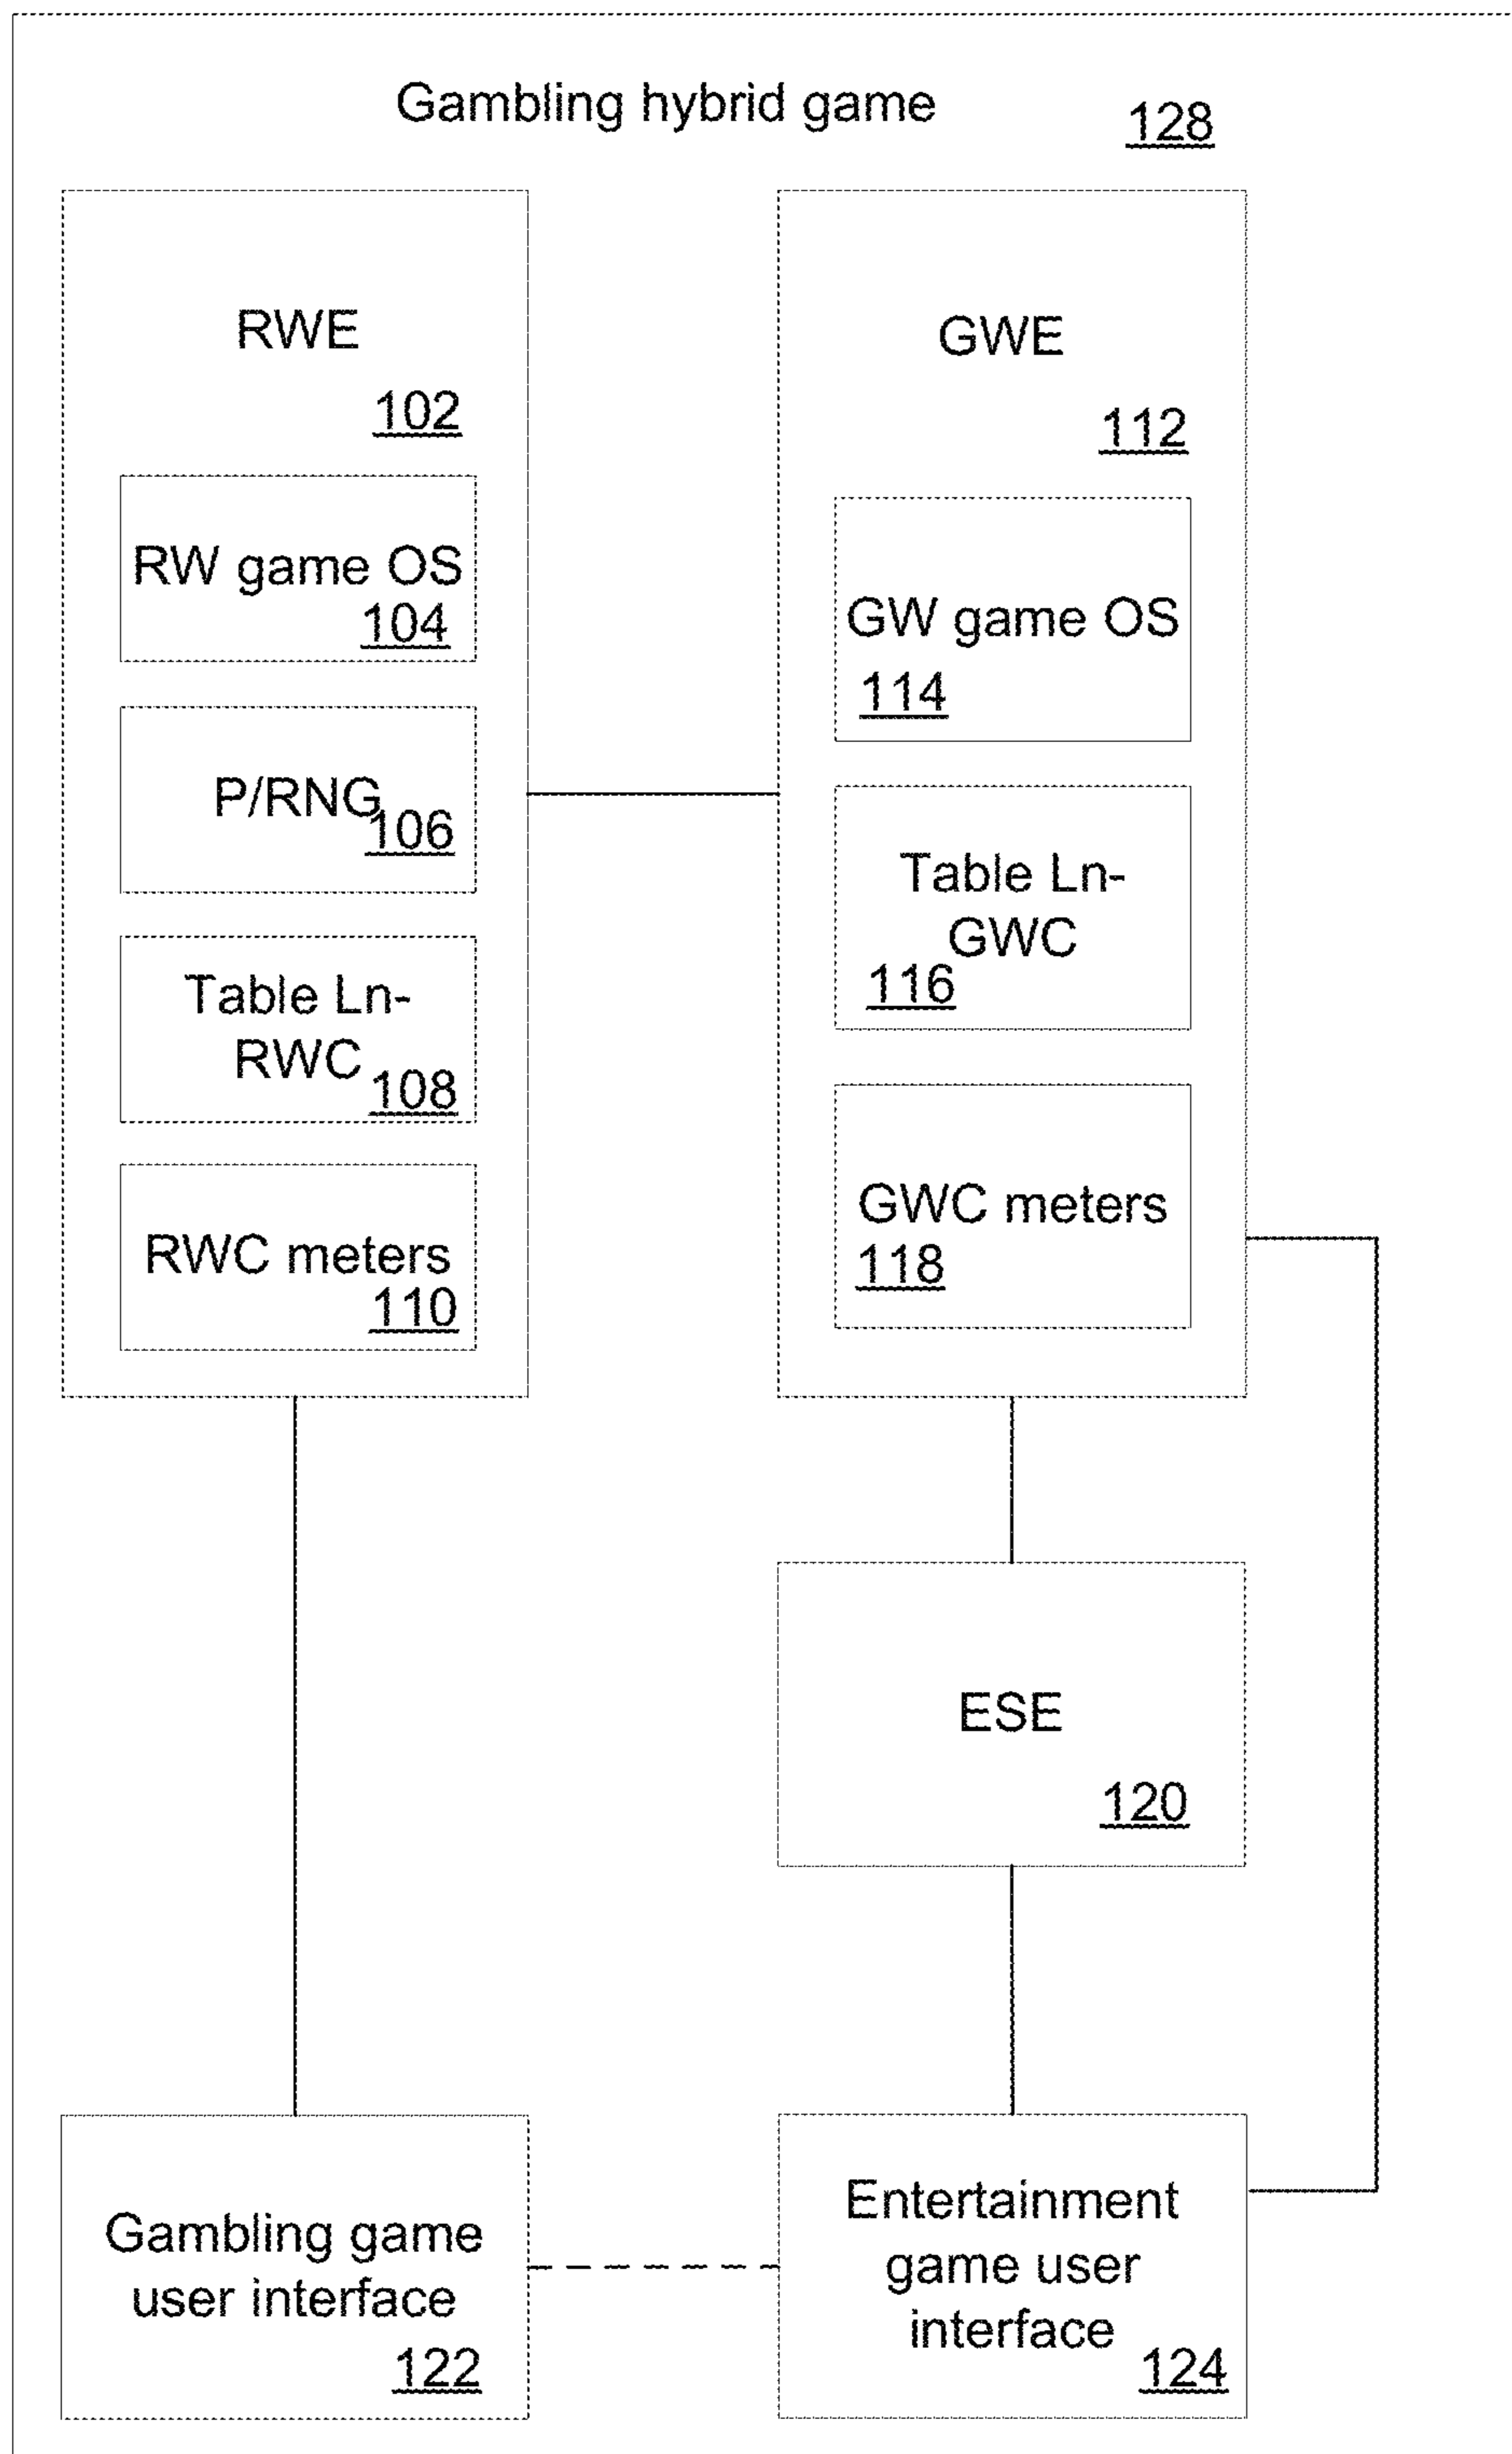 Gambling hybrid game
128
RWE
102
RW game OS
104
P/RNG
106
Table Ln-
RWC
108
RWC meters
110
GWE
112
GW game OS
114
Table Ln-
GWC
116
GWC meters
118
ESE
120
Gambling game
user interface
122
Entertainment
game user
interface
124